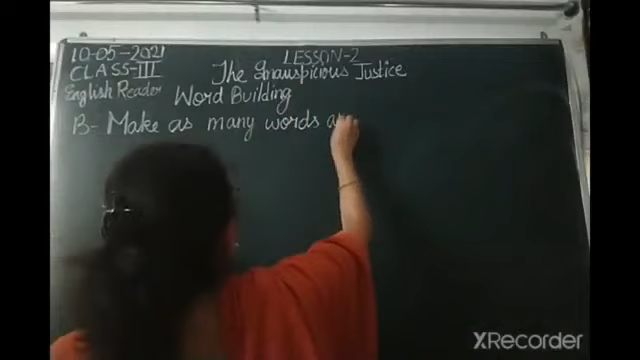 10-05-2021
LESSON-2
CLASS-III
The Inauspicious Justice
English Reader
Word Building
B- Make as many words
XRecorder